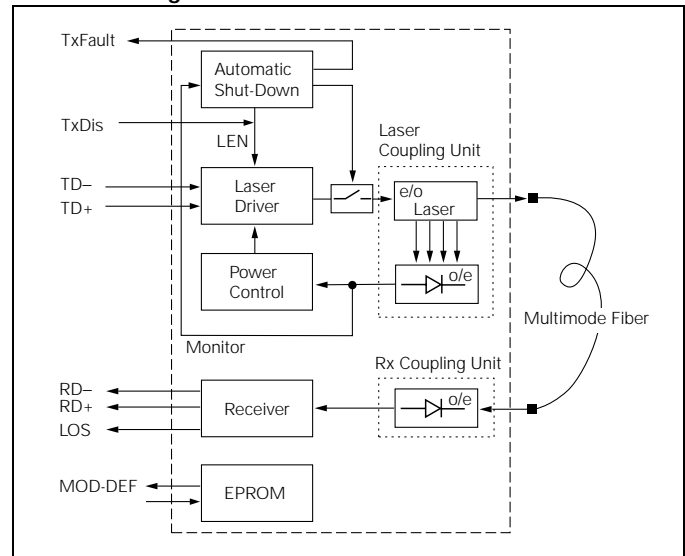 TxFault
Automatic
Shut-Down
TxDis
LEN
Laser
Coupling Unit
TD–
TD+
Laser
Driver
e/o
Laser
Power
Control
o/e
Multimode Fiber
Monitor
Rx Coupling Unit
RD–
RD+
LOS
Receiver
o/e
MOD-DEF
EPROM